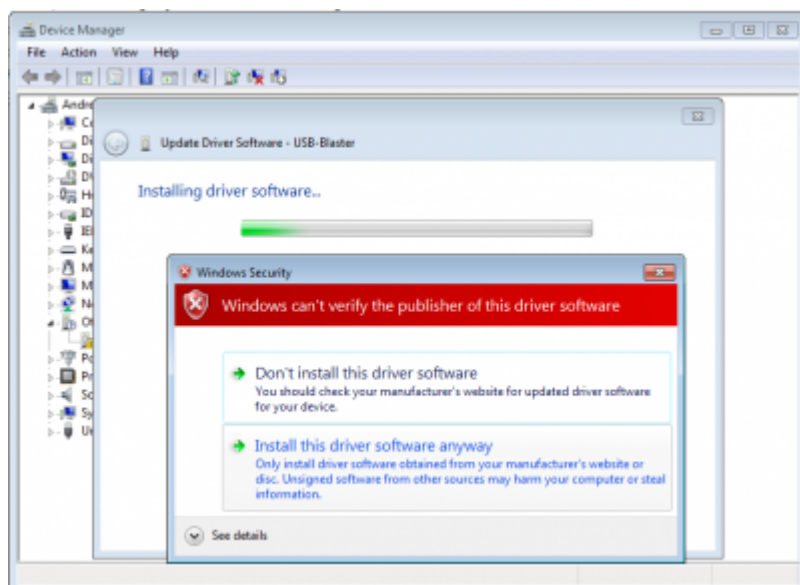 Device Manager
File Action View Help
Andre
Update Driver Software - USB-Blaster
Installing driver software...
Windows Security
Windows can't verify the publisher of this driver software
Don't install this driver software
You should check your manufacturer's website for updated driver software
for your device.
Install this driver software anyway
Only install driver software obtained from your manufacturer's website or
disc. Unsigned software from other sources may harm your computer or steal
information.
See details